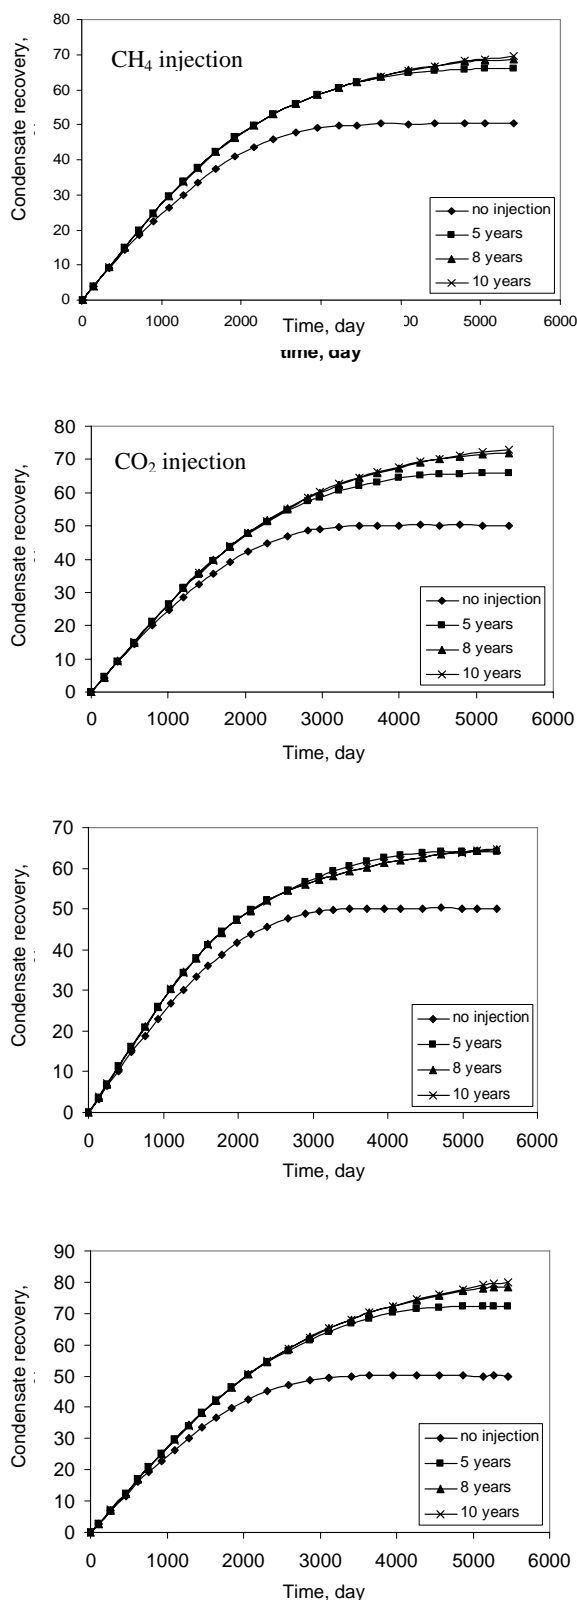 80
70
60
50
40
30
20
10
0
Condensate recovery,
CH4 injection
no injection
5 years
8 years
10 years
0 1000 2000 00 5000 6000
Time, day
time, day
80
70
60
50
40
30
20
10
0
Condensate recovery,
CO2 injection
no injection
5 years
8 years
10 years
0 1000 2000 3000 4000 5000 6000
Time, day
70
60
50
40
30
20
10
0
Condensate recovery,
no injection
5 years
8 years
10 years
0 1000 2000 3000 4000 5000 6000
Time, day
90
80
70
60
50
40
30
20
10
0
Condensate recovery,
no injection
5 years
8 years
10 years
0 1000 2000 3000 4000 5000 6000
Time, day